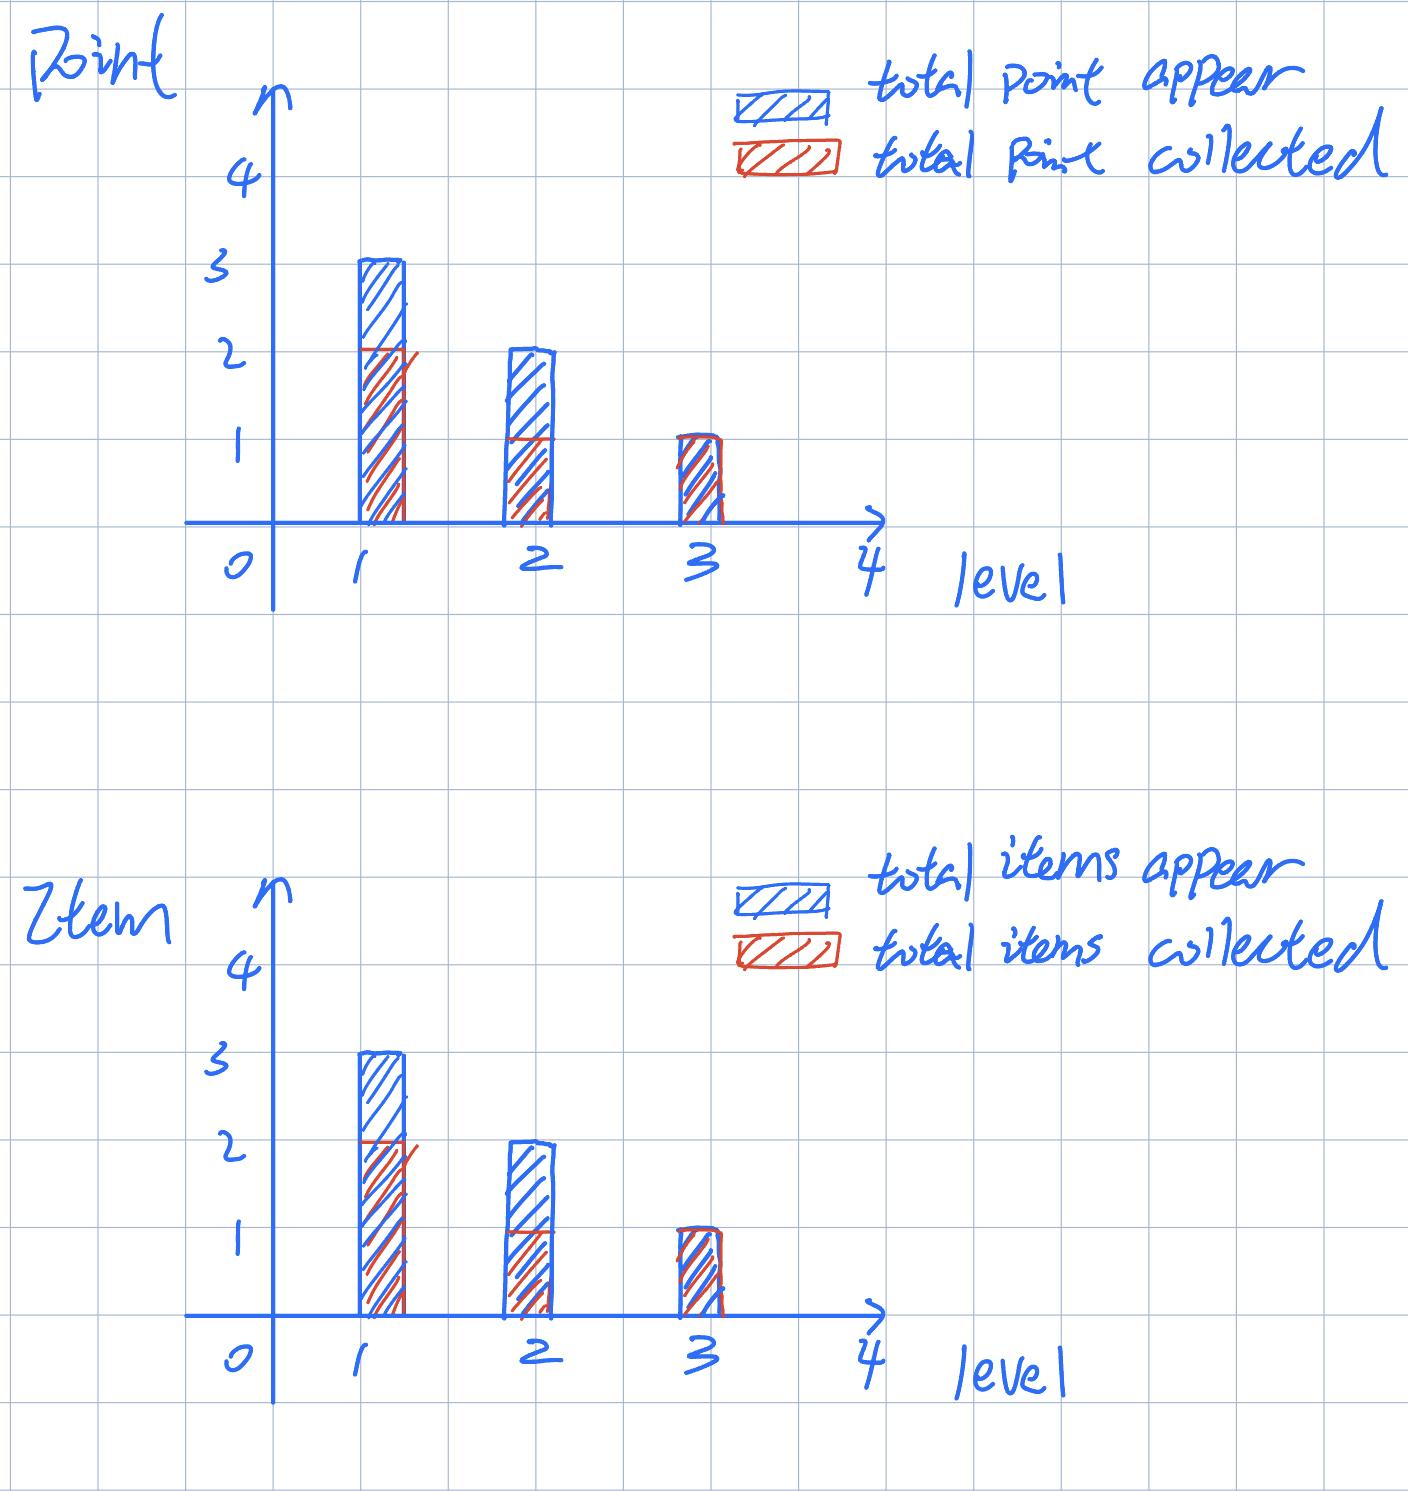 Point
total point appear
total point collected
4
3
2
1
0 1 2 3 4 level
Item
total items appear
total items collected
4
3
2
1
0 1 2 3 4 level